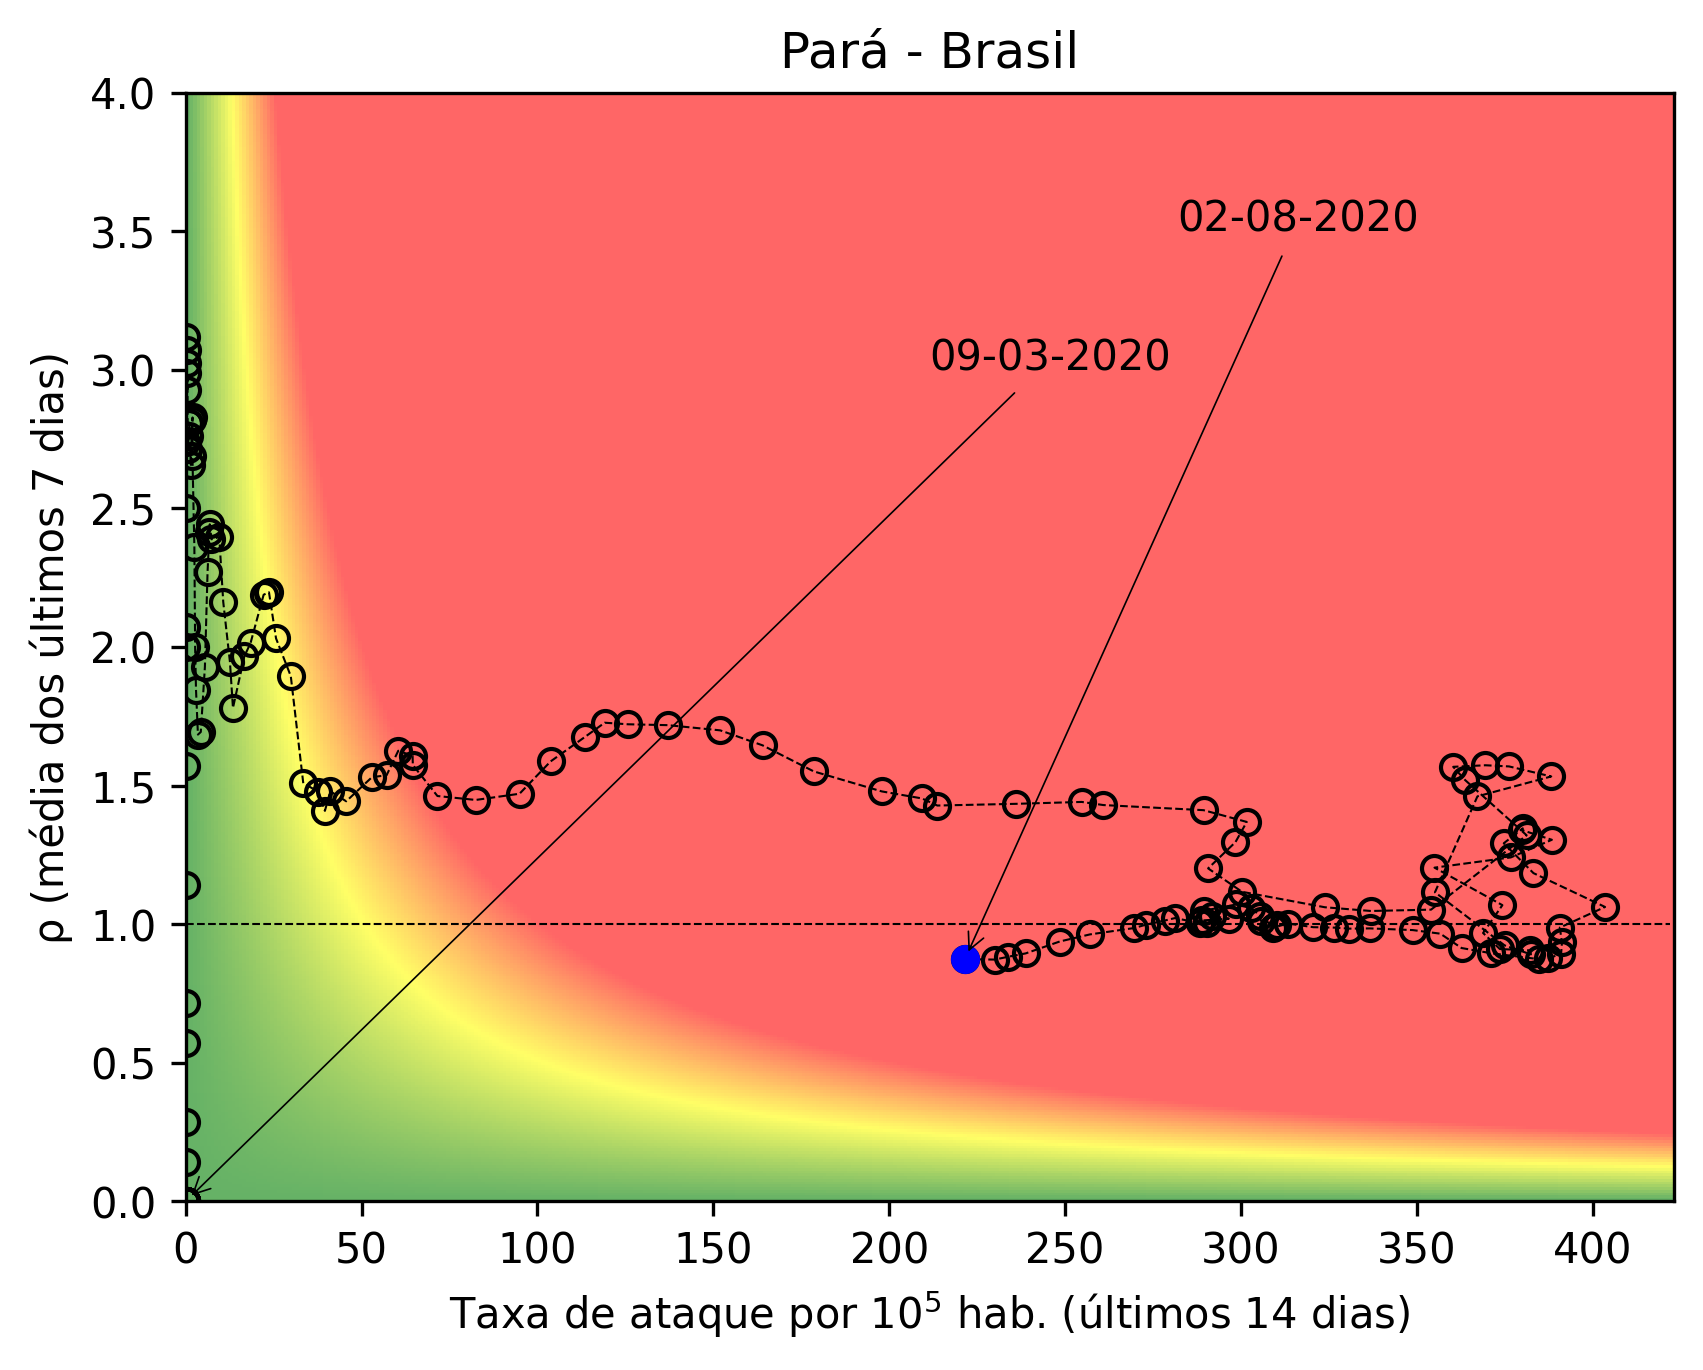 Pará - Brasil
4.0
3.5
3.0
2.5
2.0
1.5
1.0
0.5
0.0
ρ (média dos últimos 7 dias)
02-08-2020
09-03-2020
0 50 100 150 200 250 300 350 400
Taxa de ataque por 10⁵ hab. (últimos 14 dias)